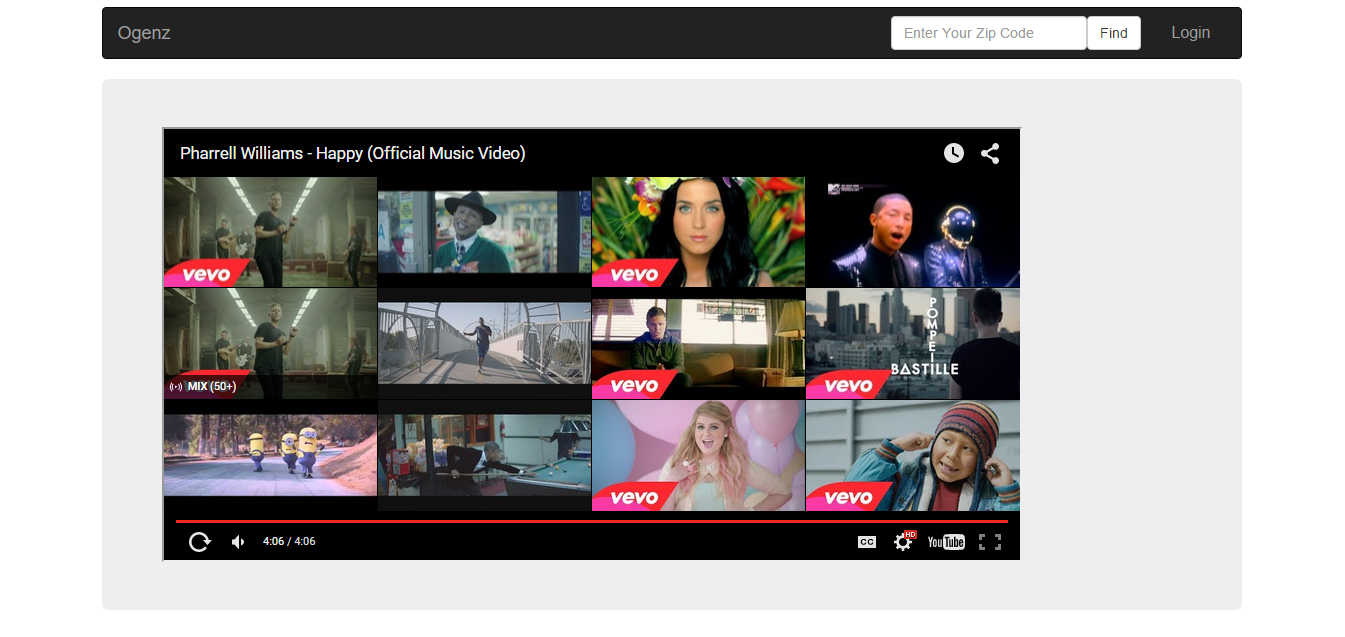 Ogenz
Enter Your Zip Code
Find
Login
Pharrell Williams - Happy (Official Music Video)
vevo
vevo
MIX (50+)
vevo
POMPEII
BASTILLE
vevo
vevo
vevo
4:06 / 4:06
CC
HD
YouTube